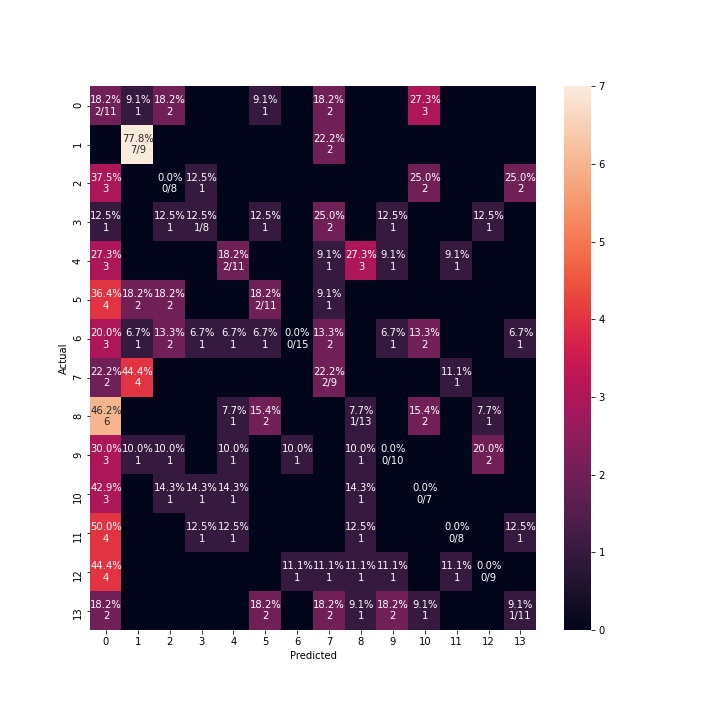 18.2% 9.1% 18.2% 9.1% 18.2% 27.3%
2/11 1 2 1 2 3
0
77.8% 22.2%
7/9 2
1
37.5% 0.0% 12.5% 25.0% 25.0%
3 0/8 1 2 2
2
12.5% 12.5% 12.5% 12.5% 25.0% 12.5% 12.5%
1 1 1/8 1 2 1 1
3
27.3% 18.2% 9.1% 27.3% 9.1% 9.1%
3 2/11 1 3 1 1
4
36.4% 18.2% 18.2% 18.2% 9.1%
4 2 2 2/11 1
5
20.0% 6.7% 13.3% 6.7% 6.7% 6.7% 0.0% 13.3% 6.7% 13.3% 6.7%
3 1 2 1 1 1 0/15 2 1 2 1
6
Actual
22.2% 44.4% 22.2% 11.1%
2 4 2/9 1
7
46.2% 7.7% 15.4% 7.7% 15.4% 7.7%
6 1 2 1/13 2 1
8
30.0% 10.0% 10.0% 10.0% 10.0% 10.0% 0.0% 20.0%
3 1 1 1 1 1 0/10 2
9
42.9% 14.3% 14.3% 14.3% 14.3% 0.0%
3 1 1 1 1 0/7
10
50.0% 12.5% 12.5% 12.5% 0.0% 12.5%
4 1 1 1 0/8 1
11
44.4% 11.1% 11.1% 11.1% 11.1% 11.1% 0.0%
4 1 1 1 1 1 0/9
12
18.2% 18.2% 18.2% 9.1% 18.2% 9.1% 9.1%
2 2 2 1 2 1 1/11
13
0 1 2 3 4 5 6 7 8 9 10 11 12 13
Predicted
7
6
5
4
3
2
1
0